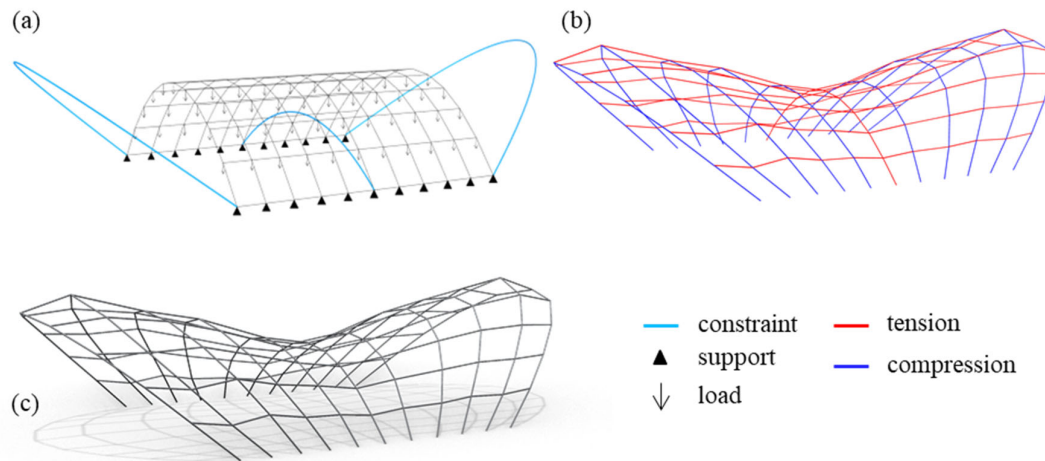 (a)
(b)
(c)
constraint
tension
support
compression
load